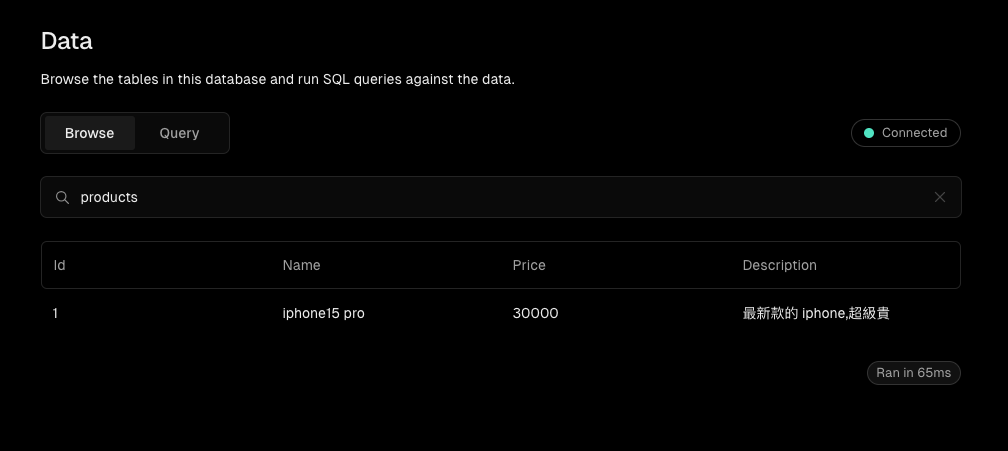 Data
Browse the tables in this database and run SQL queries against the data.
Browse Query Connected
products
Id Name Price Description
1 iphone15 pro 30000 最新款的 iphone,超級貴
Ran in 65ms